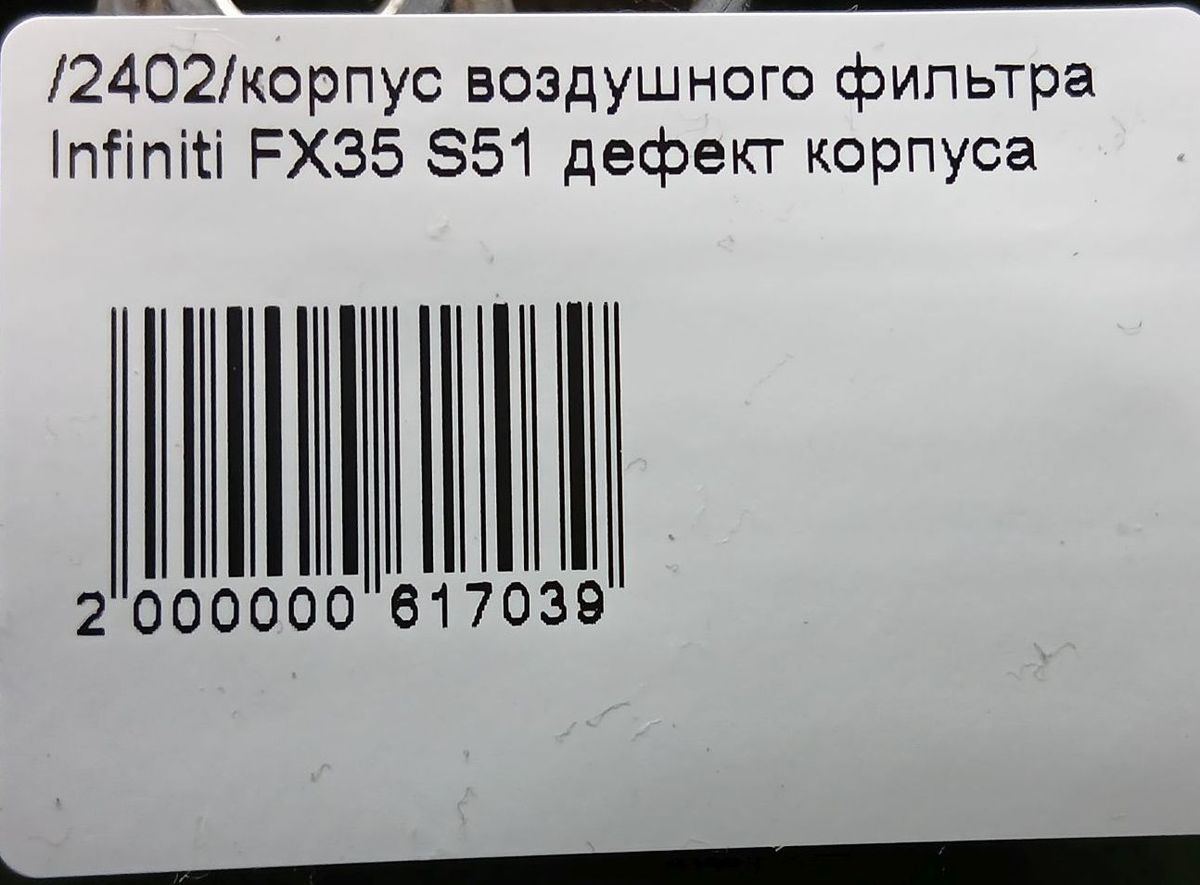 /2402/корпус воздушного фильтра
Infiniti FX35 S51 дефект корпуса
2 000000 617039